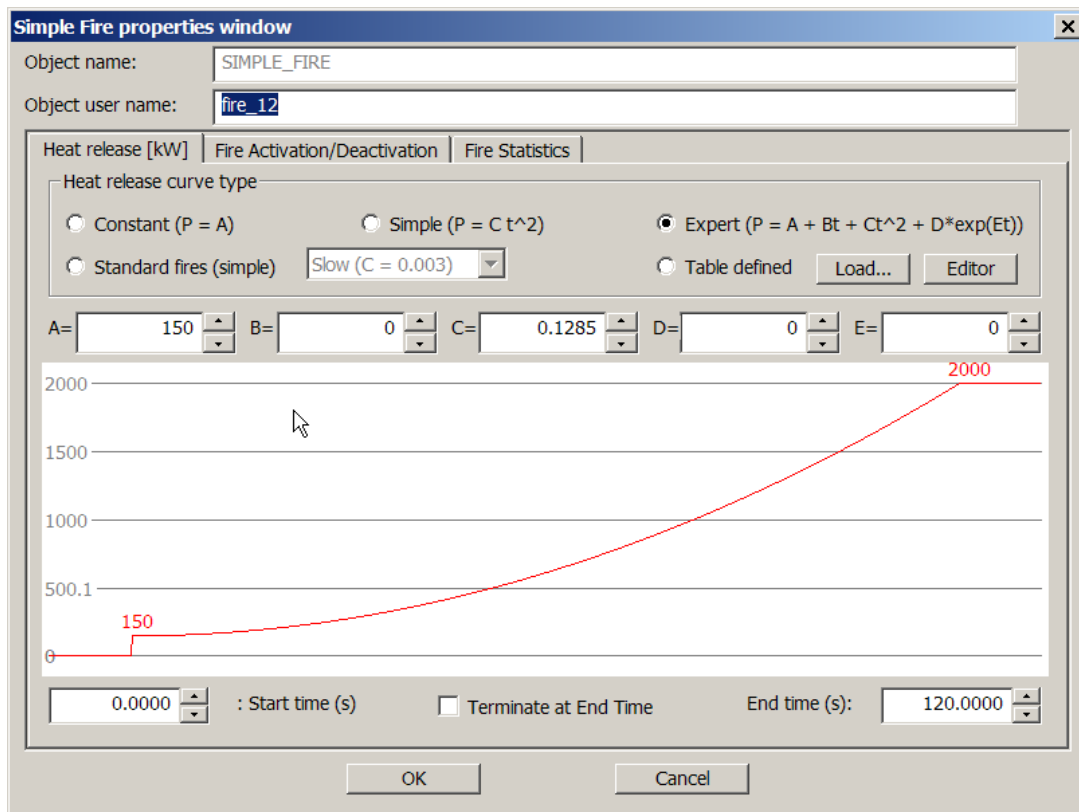 Simple Fire properties window
Object name: SIMPLE_FIRE
Object user name: fire_12
Heat release [kW] Fire Activation/Deactivation Fire Statistics
Heat release curve type
Constant (P = A) Simple (P = C t^2) Expert (P = A + Bt + Ct^2 + D*exp(Et))
Standard fires (simple) Slow (C = 0.003) Table defined Load... Editor
A= 150 B= 0 C= 0.1285 D= 0 E= 0
2000
2000
1500
1000
500.1
150
0
0.0000 : Start time (s) Terminate at End Time End time (s): 120.0000
OK Cancel